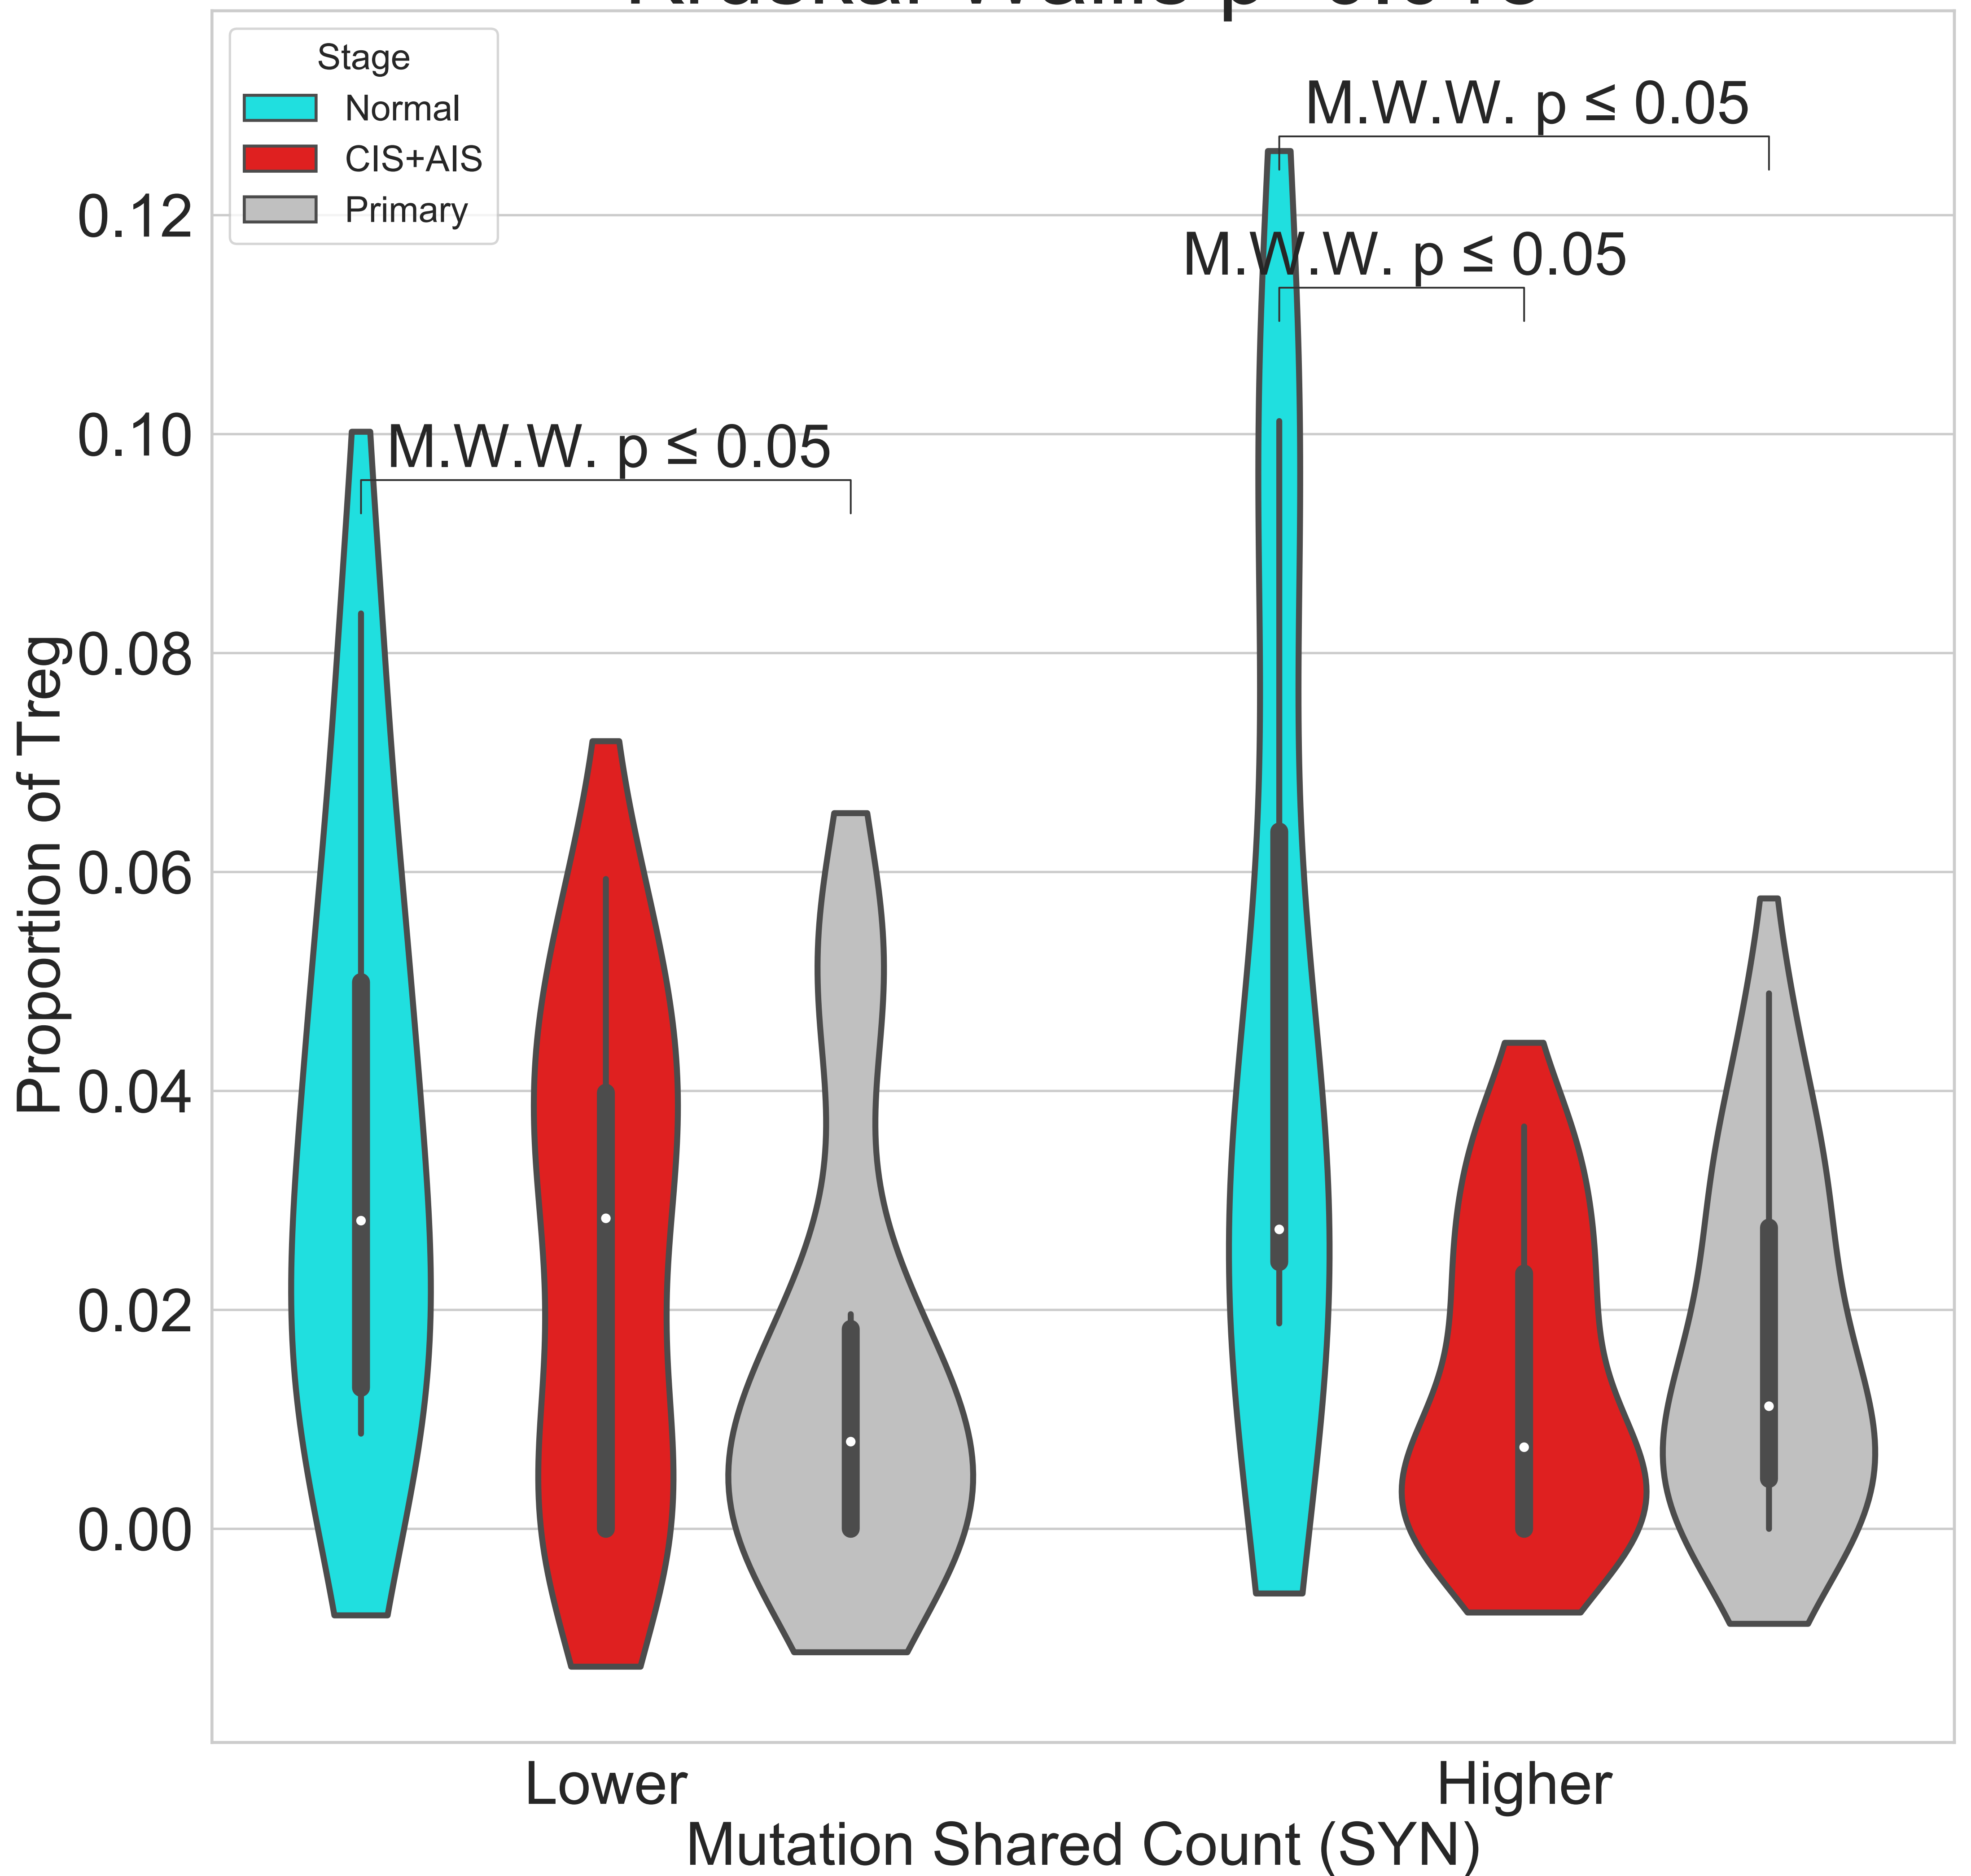 Stage
Normal
CIS+AIS
Primary
M.W.W. p ≤ 0.05
M.W.W. p ≤ 0.05
M.W.W. p ≤ 0.05
0.12
0.10
0.08
0.06
0.04
0.02
0.00
Proportion of Treg
Lower
Higher
Mutation Shared Count (SYN)